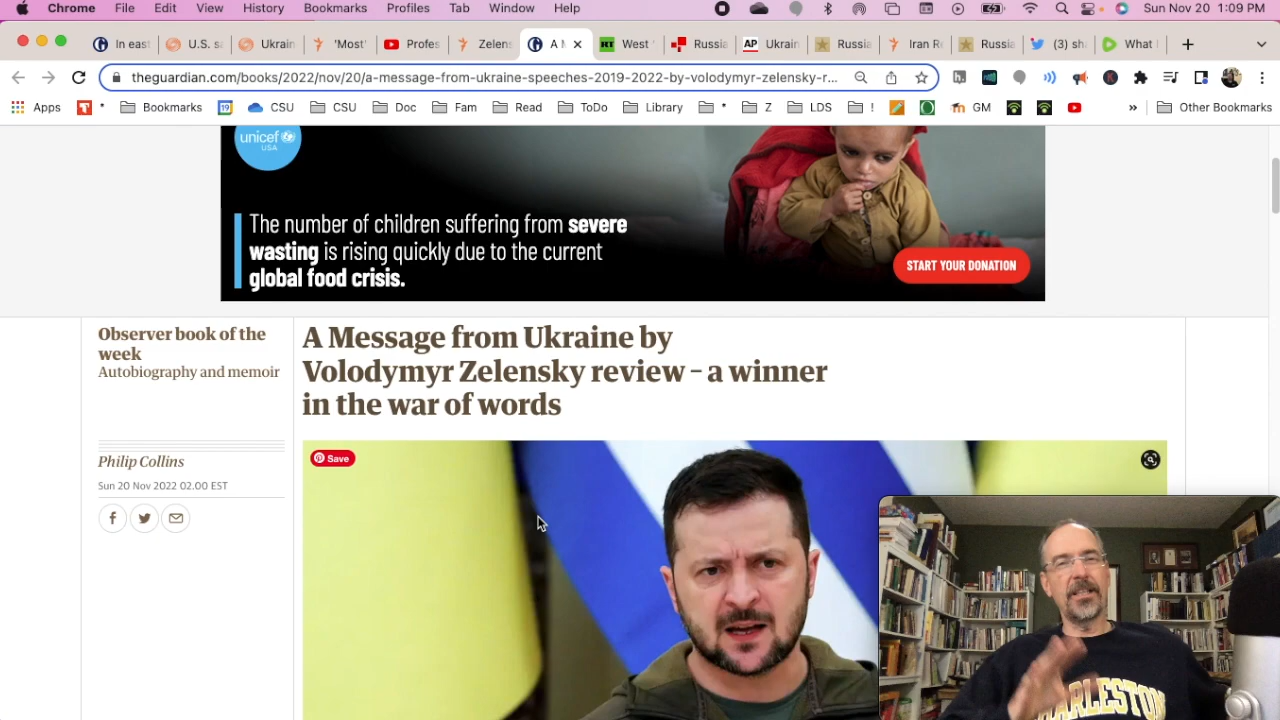 Chrome File Edit View History Bookmarks Profiles Tab Window Help Sun Nov 20 1:09 PM
In east U.S. sa Ukrain 'Most' Profes Zelens A M West Russia AP Ukrain Russia Iran Re Russia (3) sh What I
theguardian.com/books/2022/nov/20/a-message-from-ukraine-speeches-2019-2022-by-volodymyr-zelensky-r...
Apps Bookmarks 19 CSU CSU Doc Fam Read ToDo Library * Z LDS ! GM » Other Bookmarks
unicef
USA
The number of children suffering from severe
wasting is rising quickly due to the current
global food crisis.
START YOUR DONATION
Observer book of the
week
Autobiography and memoir
A Message from Ukraine by
Volodymyr Zelensky review – a winner
in the war of words
Philip Collins
Sun 20 Nov 2022 02.00 EST
Save
CHARLESTON